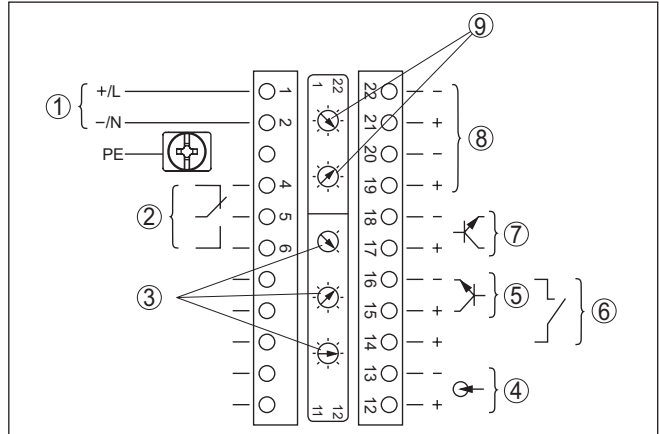 ⑨
① +/L 1 1 22 22 −
−/N 2 21 + ⑧
PE 20 −
② 4 19 +
5 18 − ⑦
6 17 +
③ 16 − ⑤ ⑥
15 +
14 +
13 − ④
11 12 12 +